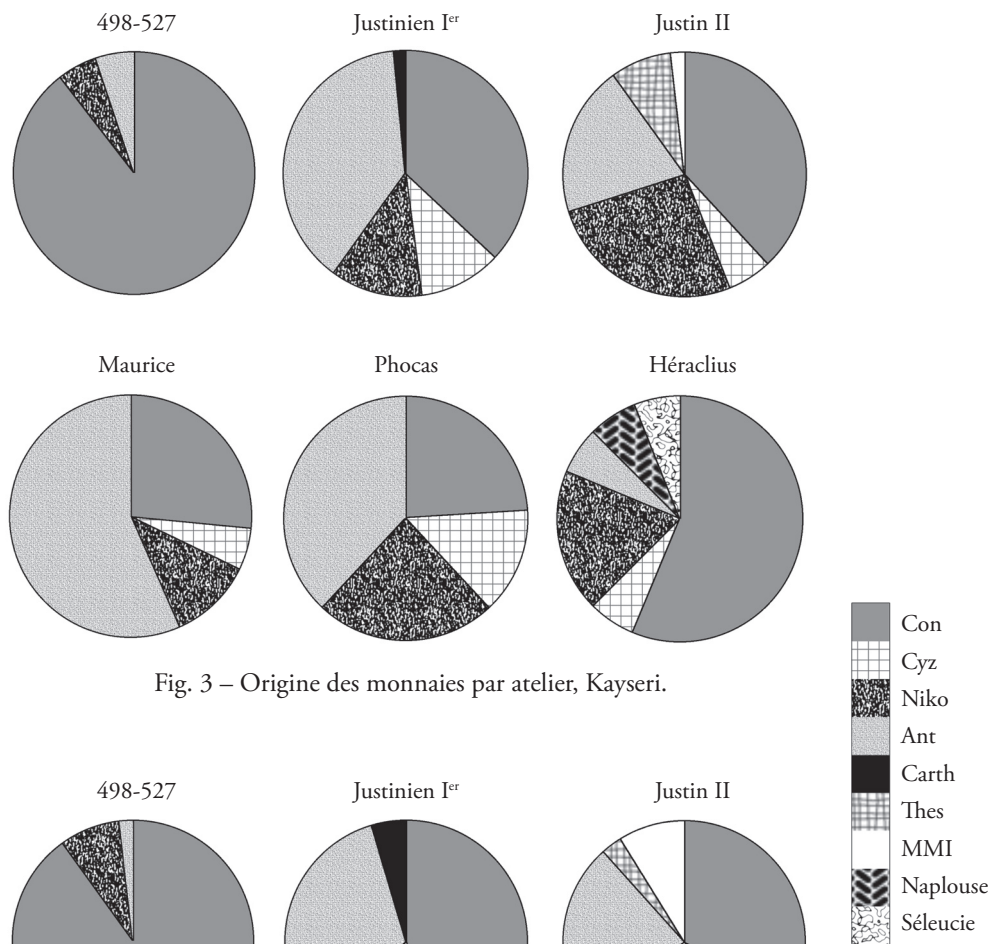 498-527
Justinien Iᵉʳ
Justin II
Maurice
Phocas
Héraclius
Fig. 3 – Origine des monnaies par atelier, Kayseri.
498-527
Justinien Iᵉʳ
Justin II
Con
Cyz
Niko
Ant
Carth
Thes
MMI
Naplouse
Séleucie